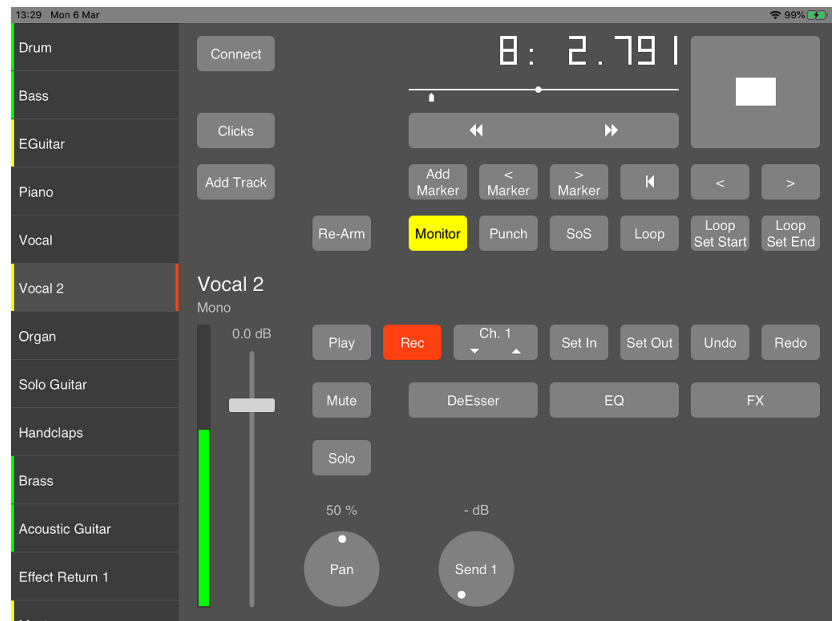 13:29 Mon 6 Mar
99%
Drum
Bass
EGuitar
Piano
Vocal
Vocal 2
Organ
Solo Guitar
Handclaps
Brass
Acoustic Guitar
Effect Return 1
Connect
8: 2.791
Clicks
Add Track
Add
Marker
<
Marker
>
Marker
<
>
Re-Arm
Monitor
Punch
SoS
Loop
Loop
Set Start
Loop
Set End
Vocal 2
Mono
0.0 dB
Play
Rec
Ch. 1
Set In
Set Out
Undo
Redo
Mute
DeEsser
EQ
FX
Solo
50 %
- dB
Pan
Send 1